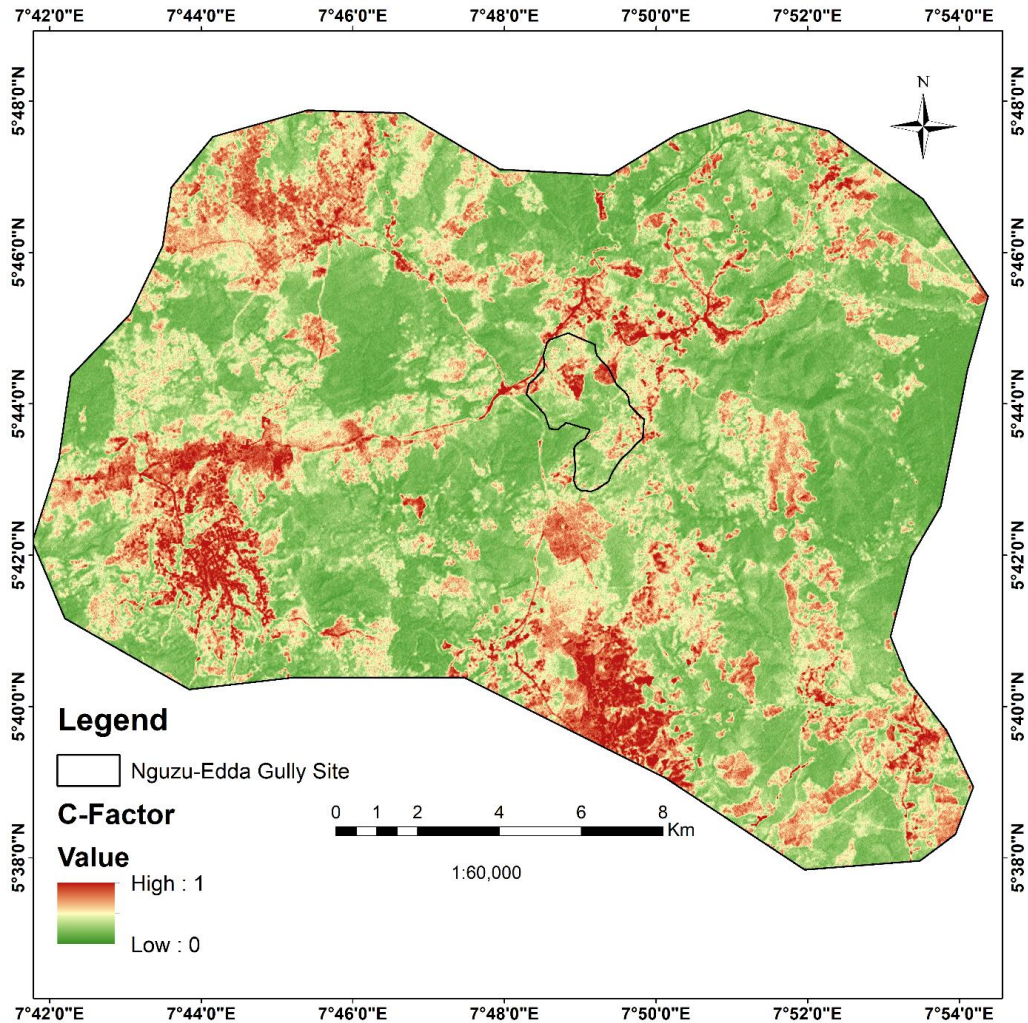 7°42'0"E 7°44'0"E 7°46'0"E 7°48'0"E 7°50'0"E 7°52'0"E 7°54'0"E
N
5°48'0"N 5°48'0"N
5°46'0"N 5°46'0"N
5°44'0"N 5°44'0"N
5°42'0"N 5°42'0"N
5°40'0"N 5°40'0"N
5°38'0"N 5°38'0"N
Legend
Nguzu-Edda Gully Site
C-Factor
Value
High : 1
Low : 0
0 1 2 4 6 8
Km
1:60,000
7°42'0"E 7°44'0"E 7°46'0"E 7°48'0"E 7°50'0"E 7°52'0"E 7°54'0"E